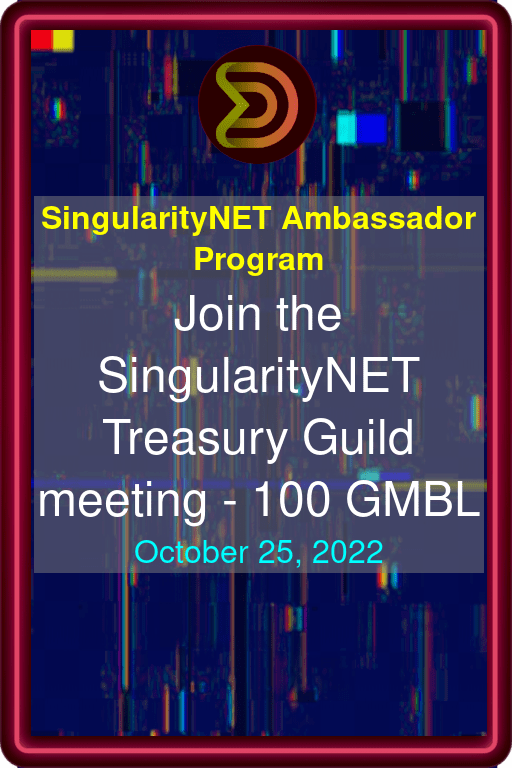 SingularityNET Ambassador
Program
Join the
SingularityNET
Treasury Guild
meeting - 100 GMBL
October 25, 2022